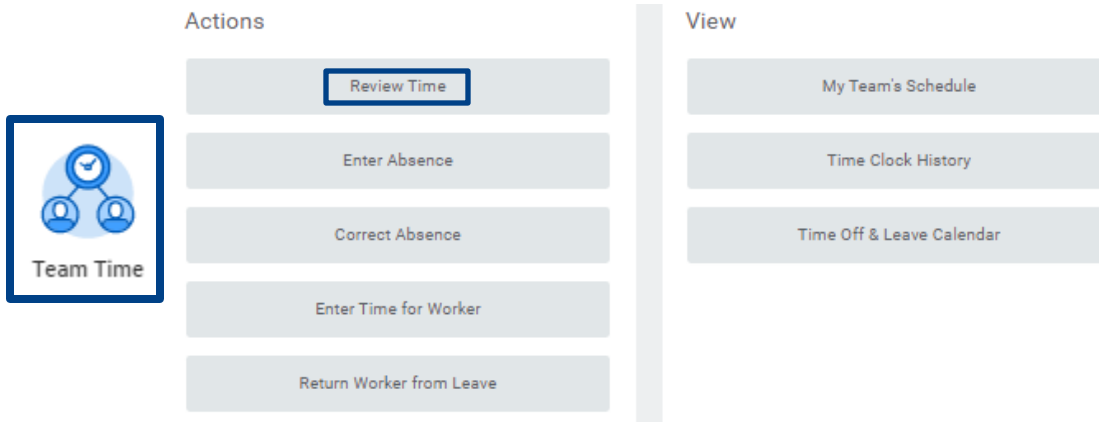 Team Time
Actions
Review Time
Enter Absence
Correct Absence
Enter Time for Worker
Return Worker from Leave
View
My Team's Schedule
Time Clock History
Time Off & Leave Calendar